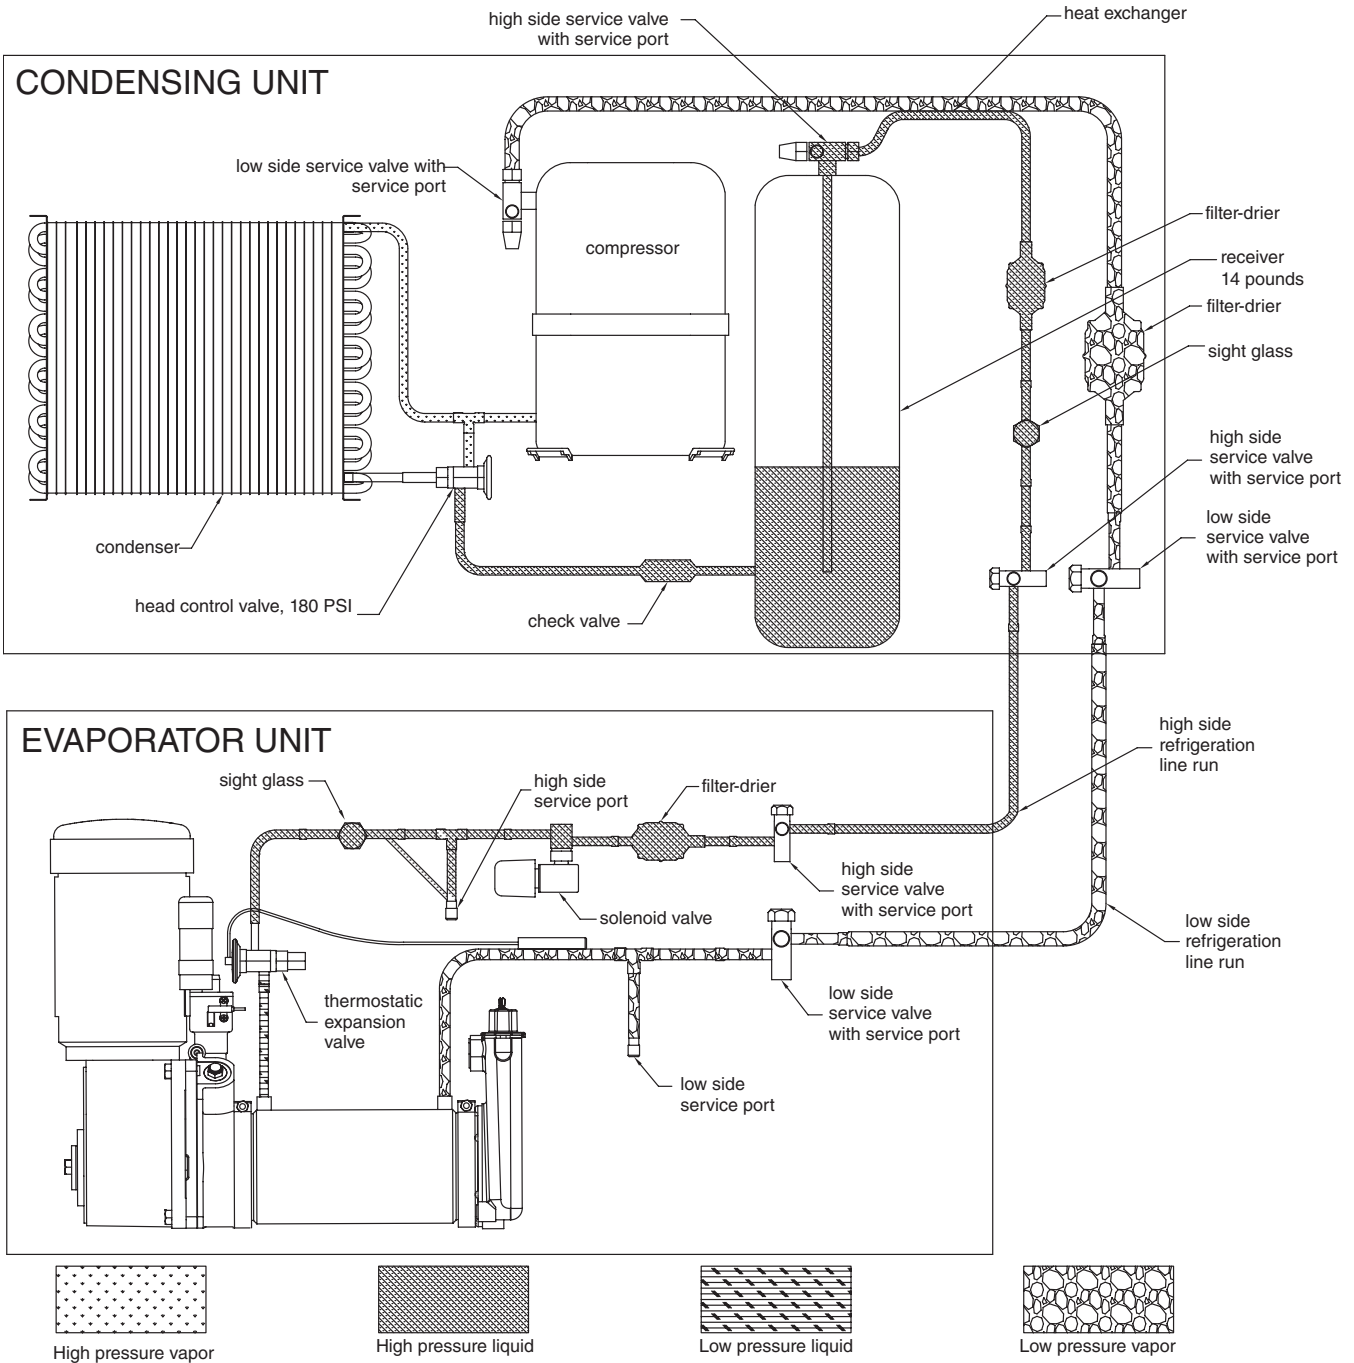 high side service valve
with service port
heat exchanger
CONDENSING UNIT
low side service valve with
service port
compressor
filter-drier
receiver
14 pounds
filter-drier
sight glass
high side
service valve
with service port
low side
service valve
with service port
condenser
head control valve, 180 PSI
check valve
EVAPORATOR UNIT
high side
refrigeration
line run
sight glass
high side
service port
filter-drier
high side
service valve
with service port
solenoid valve
low side
refrigeration
line run
thermostatic
expansion
valve
low side
service valve
with service port
low side
service port
High pressure vapor
High pressure liquid
Low pressure liquid
Low pressure vapor